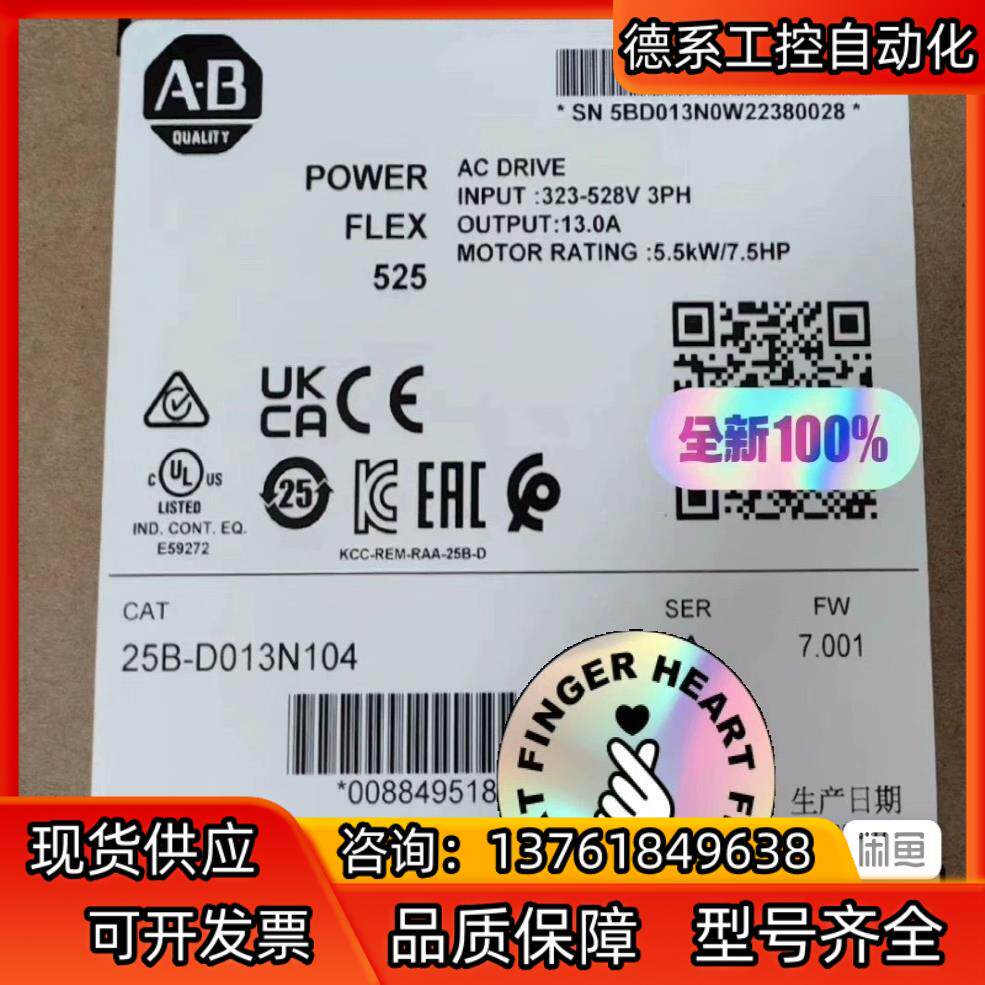 德系工控自动化
A·B
QUALITY
* SN 5BD013N0W22380028 *
POWER
FLEX
525
AC DRIVE
INPUT :323-528V 3PH
OUTPUT:13.0A
MOTOR RATING :5.5kW/7.5HP
UK
CA
CE
全新100%
C UL US
LISTED
IND. CONT. EQ.
E59272
25
EAC
KCC-REM-RAA-25B-D
CAT
SER
FW
25B-D013N104
7.001
FINGER HEART
*008849518
生产日期
现货供应
咨询：13761849638
闲鱼
可开发票
品质保障
型号齐全